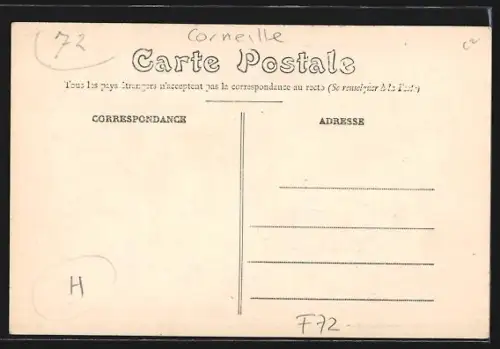 72
Corneille
c2
Carte Postale
Tous les pays étrangers n'acceptent pas la correspondance au recto (Se renseigner à la Poste)
CORRESPONDANCE
ADRESSE
H
F72